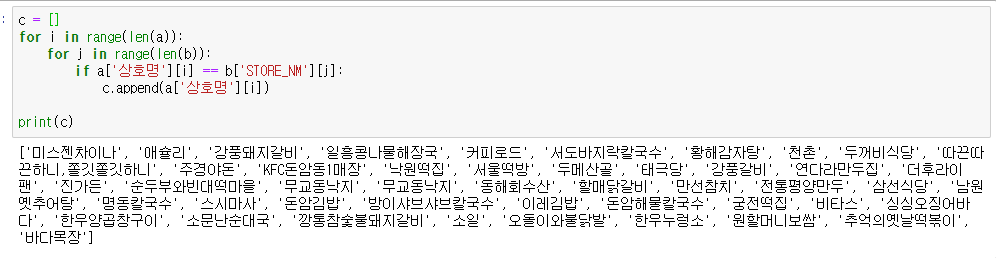 c = []
for i in range(len(a)):
    for j in range(len(b)):
        if a['상호명'][i] == b['STORE_NM'][j]:
            c.append(a['상호명'][i])
print(c)
['미스젠차이나', '애슐리', '강풍돼지갈비', '일흥콩나물해장국', '커피로드', '서도바지락칼국수', '황해감자탕', '천촌', '두꺼비식당', '따끈따
끈하니,쫄깃쫄깃하니', '주경야돈', 'KFC돈암동1매장', '낙원떡집', '서울떡방', '두메산골', '태극당', '강풍갈비', '연다라만두집', '더후라이
팬', '진가든', '순두부와빈대떡마을', '무교동낙지', '무교동낙지', '동해회수산', '할매닭갈비', '만선참치', '전통평양만두', '삼선식당', '남원
옛추어탕', '명동칼국수', '스시마사', '돈암김밥', '방이샤브샤브칼국수', '이레김밥', '돈암해물칼국수', '궁전떡집', '비타스', '싱싱오징어바
다', '한우양곱창구이', '소문난순대국', '깡통참숯불돼지갈비', '소일', '오돌이와불닭발', '한우누렁소', '원할머니보쌈', '추억의옛날떡볶이',
'바다목장']